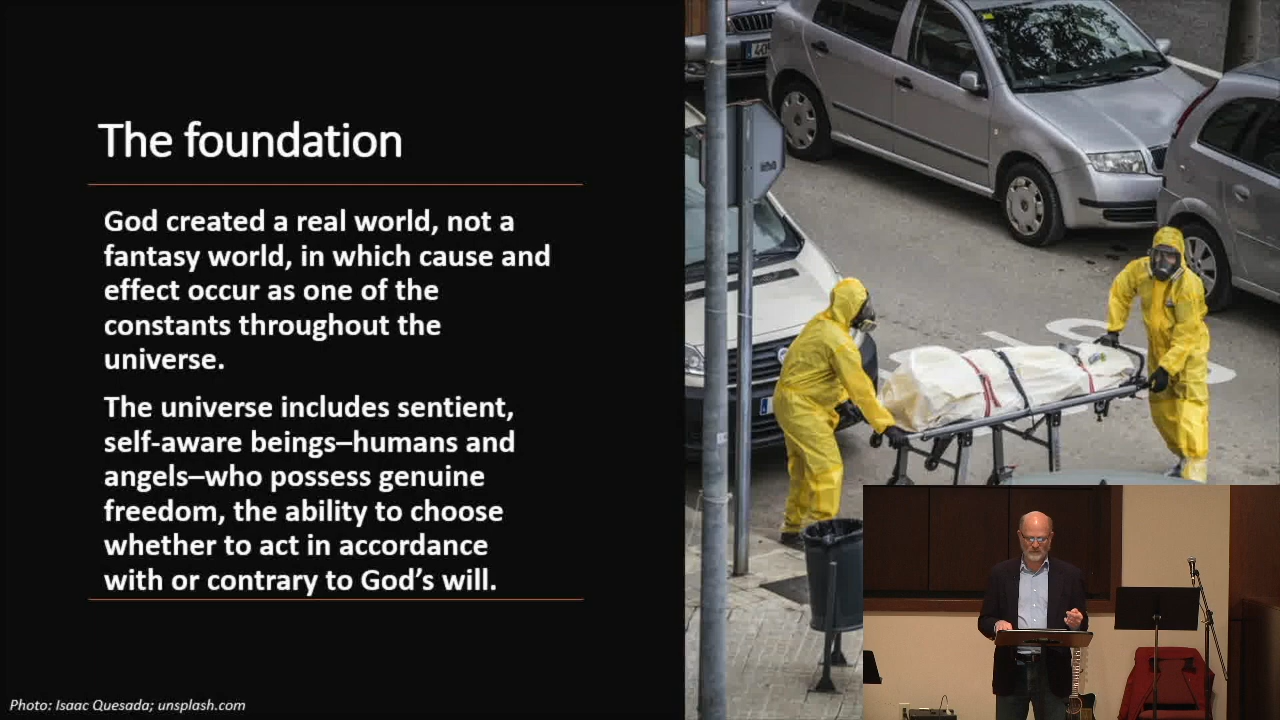 The foundation
God created a real world, not a
fantasy world, in which cause and
effect occur as one of the
constants throughout the
universe.
The universe includes sentient,
self-aware beings–humans and
angels–who possess genuine
freedom, the ability to choose
whether to act in accordance
with or contrary to God’s will.
Photo: Isaac Quesada; unsplash.com